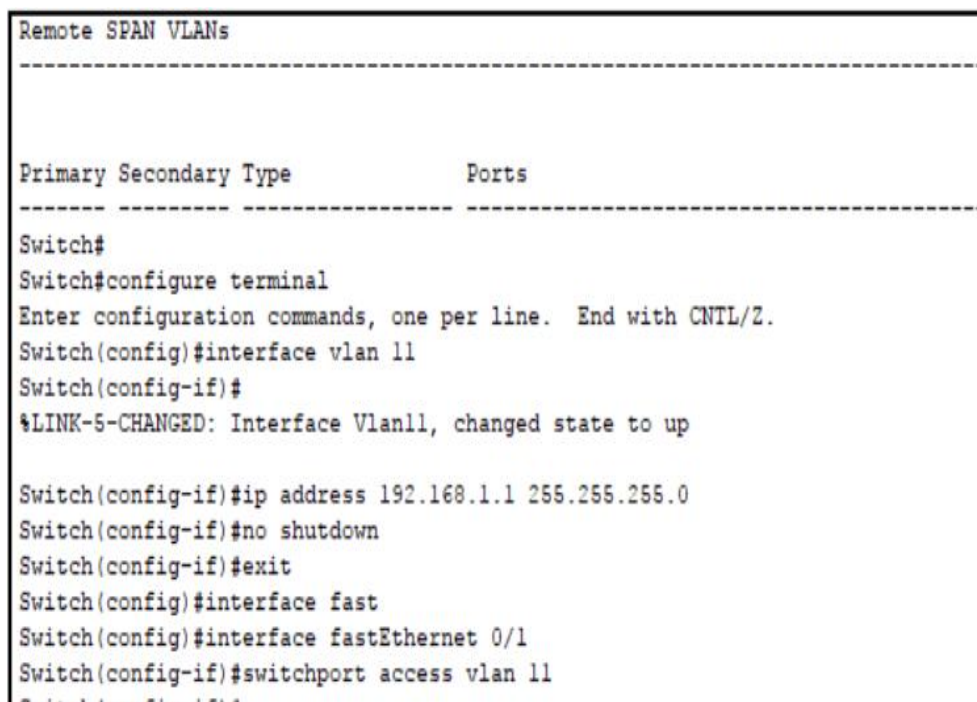 Remote SPAN VLANs
------------------------------------------------------------------------------
Primary Secondary Type Ports
------- --------- ----------------- ------------------------------------------
Switch#
Switch#configure terminal
Enter configuration commands, one per line. End with CNTL/Z.
Switch(config)#interface vlan 11
Switch(config-if)#
%LINK-5-CHANGED: Interface Vlan11, changed state to up
Switch(config-if)#ip address 192.168.1.1 255.255.255.0
Switch(config-if)#no shutdown
Switch(config-if)#exit
Switch(config)#interface fast
Switch(config)#interface fastEthernet 0/1
Switch(config-if)#switchport access vlan 11